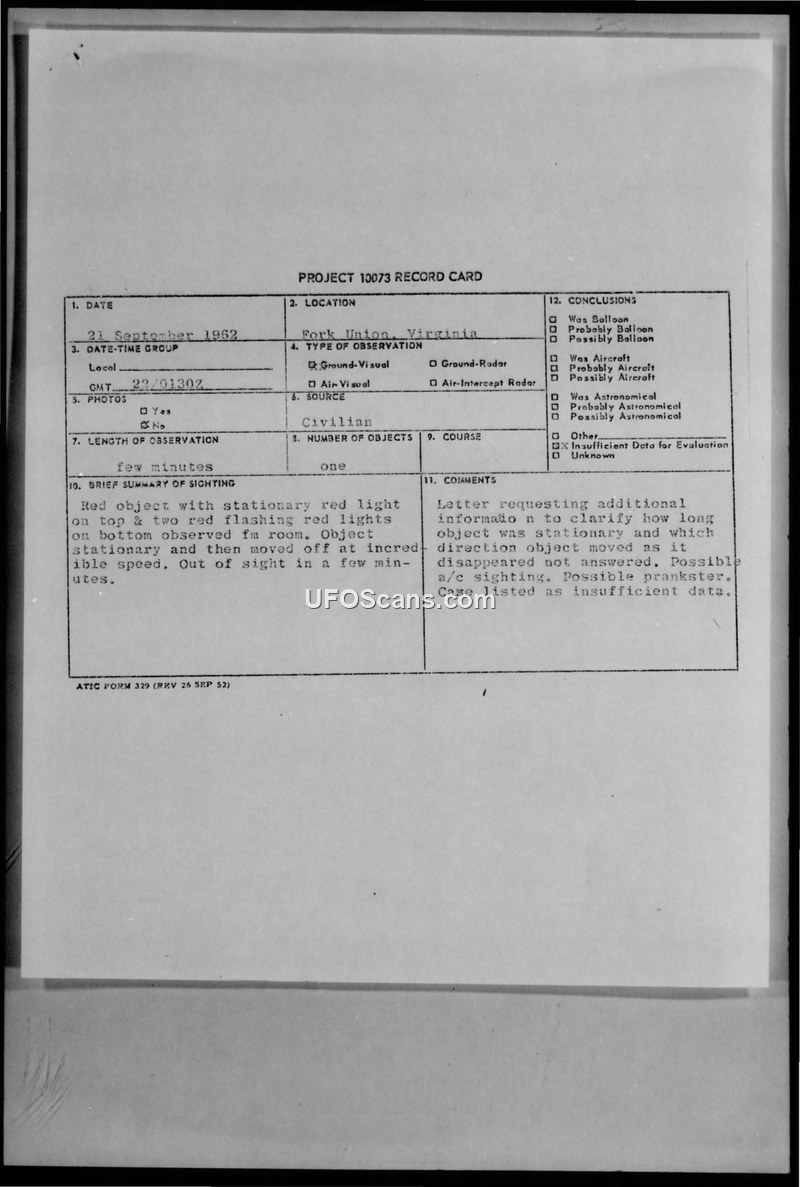 PROJECT 10073 RECORD CARD
1. DATE
21 September 1962
2. LOCATION
Fork Union, Virginia
12. CONCLUSIONS
Was Balloon
Probably Balloon
Possibly Balloon
Was Aircraft
Probably Aircraft
Possibly Aircraft
Was Astronomical
Probably Astronomical
Possibly Astronomical
Other
X Insufficient Data for Evaluation
Unknown
3. DATE-TIME GROUP
Local
GMT 22/0130Z
4. TYPE OF OBSERVATION
X Ground-Visual Ground-Radar
Air-Visual Air-Intercept Radar
5. PHOTOS
Yes
X No
6. SOURCE
Civilian
7. LENGTH OF OBSERVATION
few minutes
8. NUMBER OF OBJECTS
one
9. COURSE
10. BRIEF SUMMARY OF SIGHTING
Red object with stationary red light
on top & two red flashing red lights
on bottom observed fm room. Object
stationary and then moved off at incred-
ible speed. Out of sight in a few min-
utes.
11. COMMENTS
Letter requesting additional
informatio n to clarify how long
object was stationary and which
direction object moved as it
disappeared not answered. Possible
a/c sighting. Possible prankster.
Case listed as insufficient data.
UFOScans.com
ATIC FORM 329 (REV 26 SEP 52)